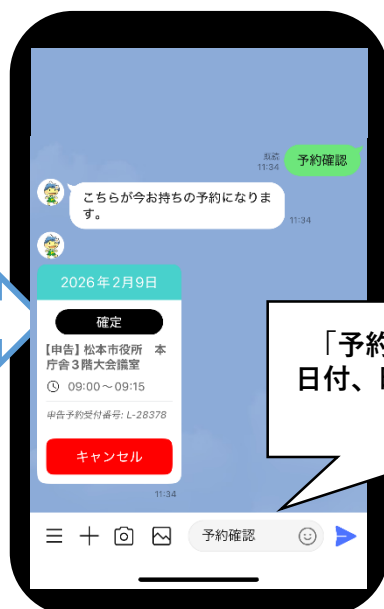 既読
11:34
予約確認
こちらが今お持ちの予約になりま
す。
11:34
2026年2月9日
確定
【申告】松本市役所　本
庁舎３階大会議室
09:00～09:15
申告予約受付番号: L-28378
キャンセル
11:34
「予約
日付、
予約確認